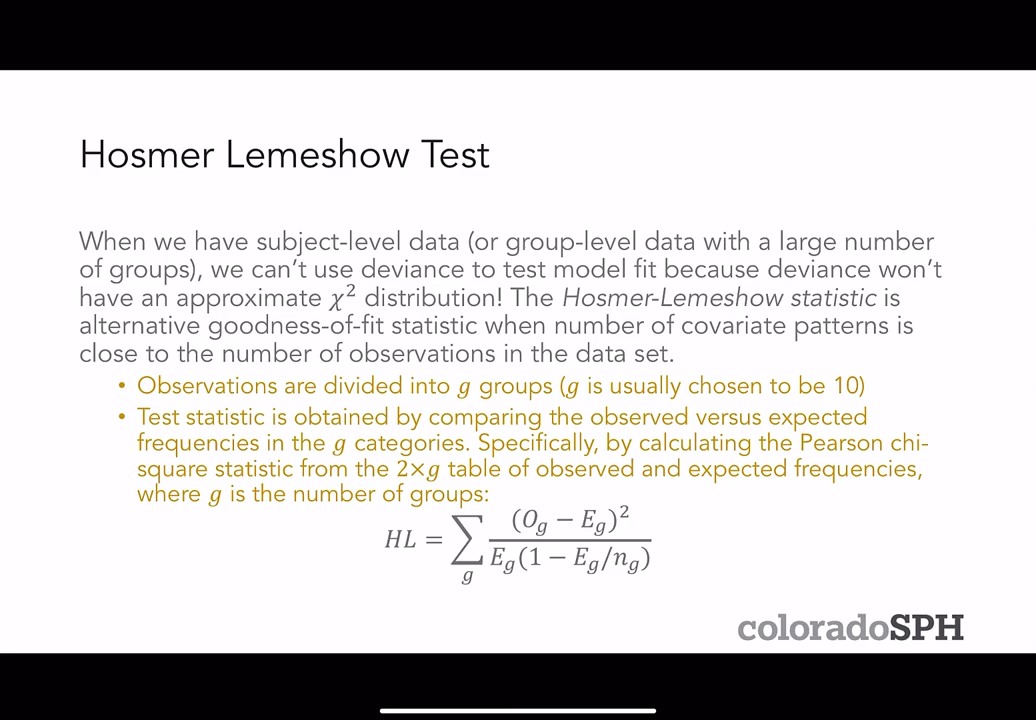 Hosmer Lemeshow Test
When we have subject-level data (or group-level data with a large number
of groups), we can't use deviance to test model fit because deviance won't
have an approximate χ² distribution! The Hosmer-Lemeshow statistic is
alternative goodness-of-fit statistic when number of covariate patterns is
close to the number of observations in the data set.
• Observations are divided into g groups (g is usually chosen to be 10)
• Test statistic is obtained by comparing the observed versus expected
frequencies in the g categories. Specifically, by calculating the Pearson chi-
square statistic from the 2×g table of observed and expected frequencies,
where g is the number of groups:
HL = ∑_g (O_g − E_g)² / E_g(1 − E_g/n_g)
coloradoSPH